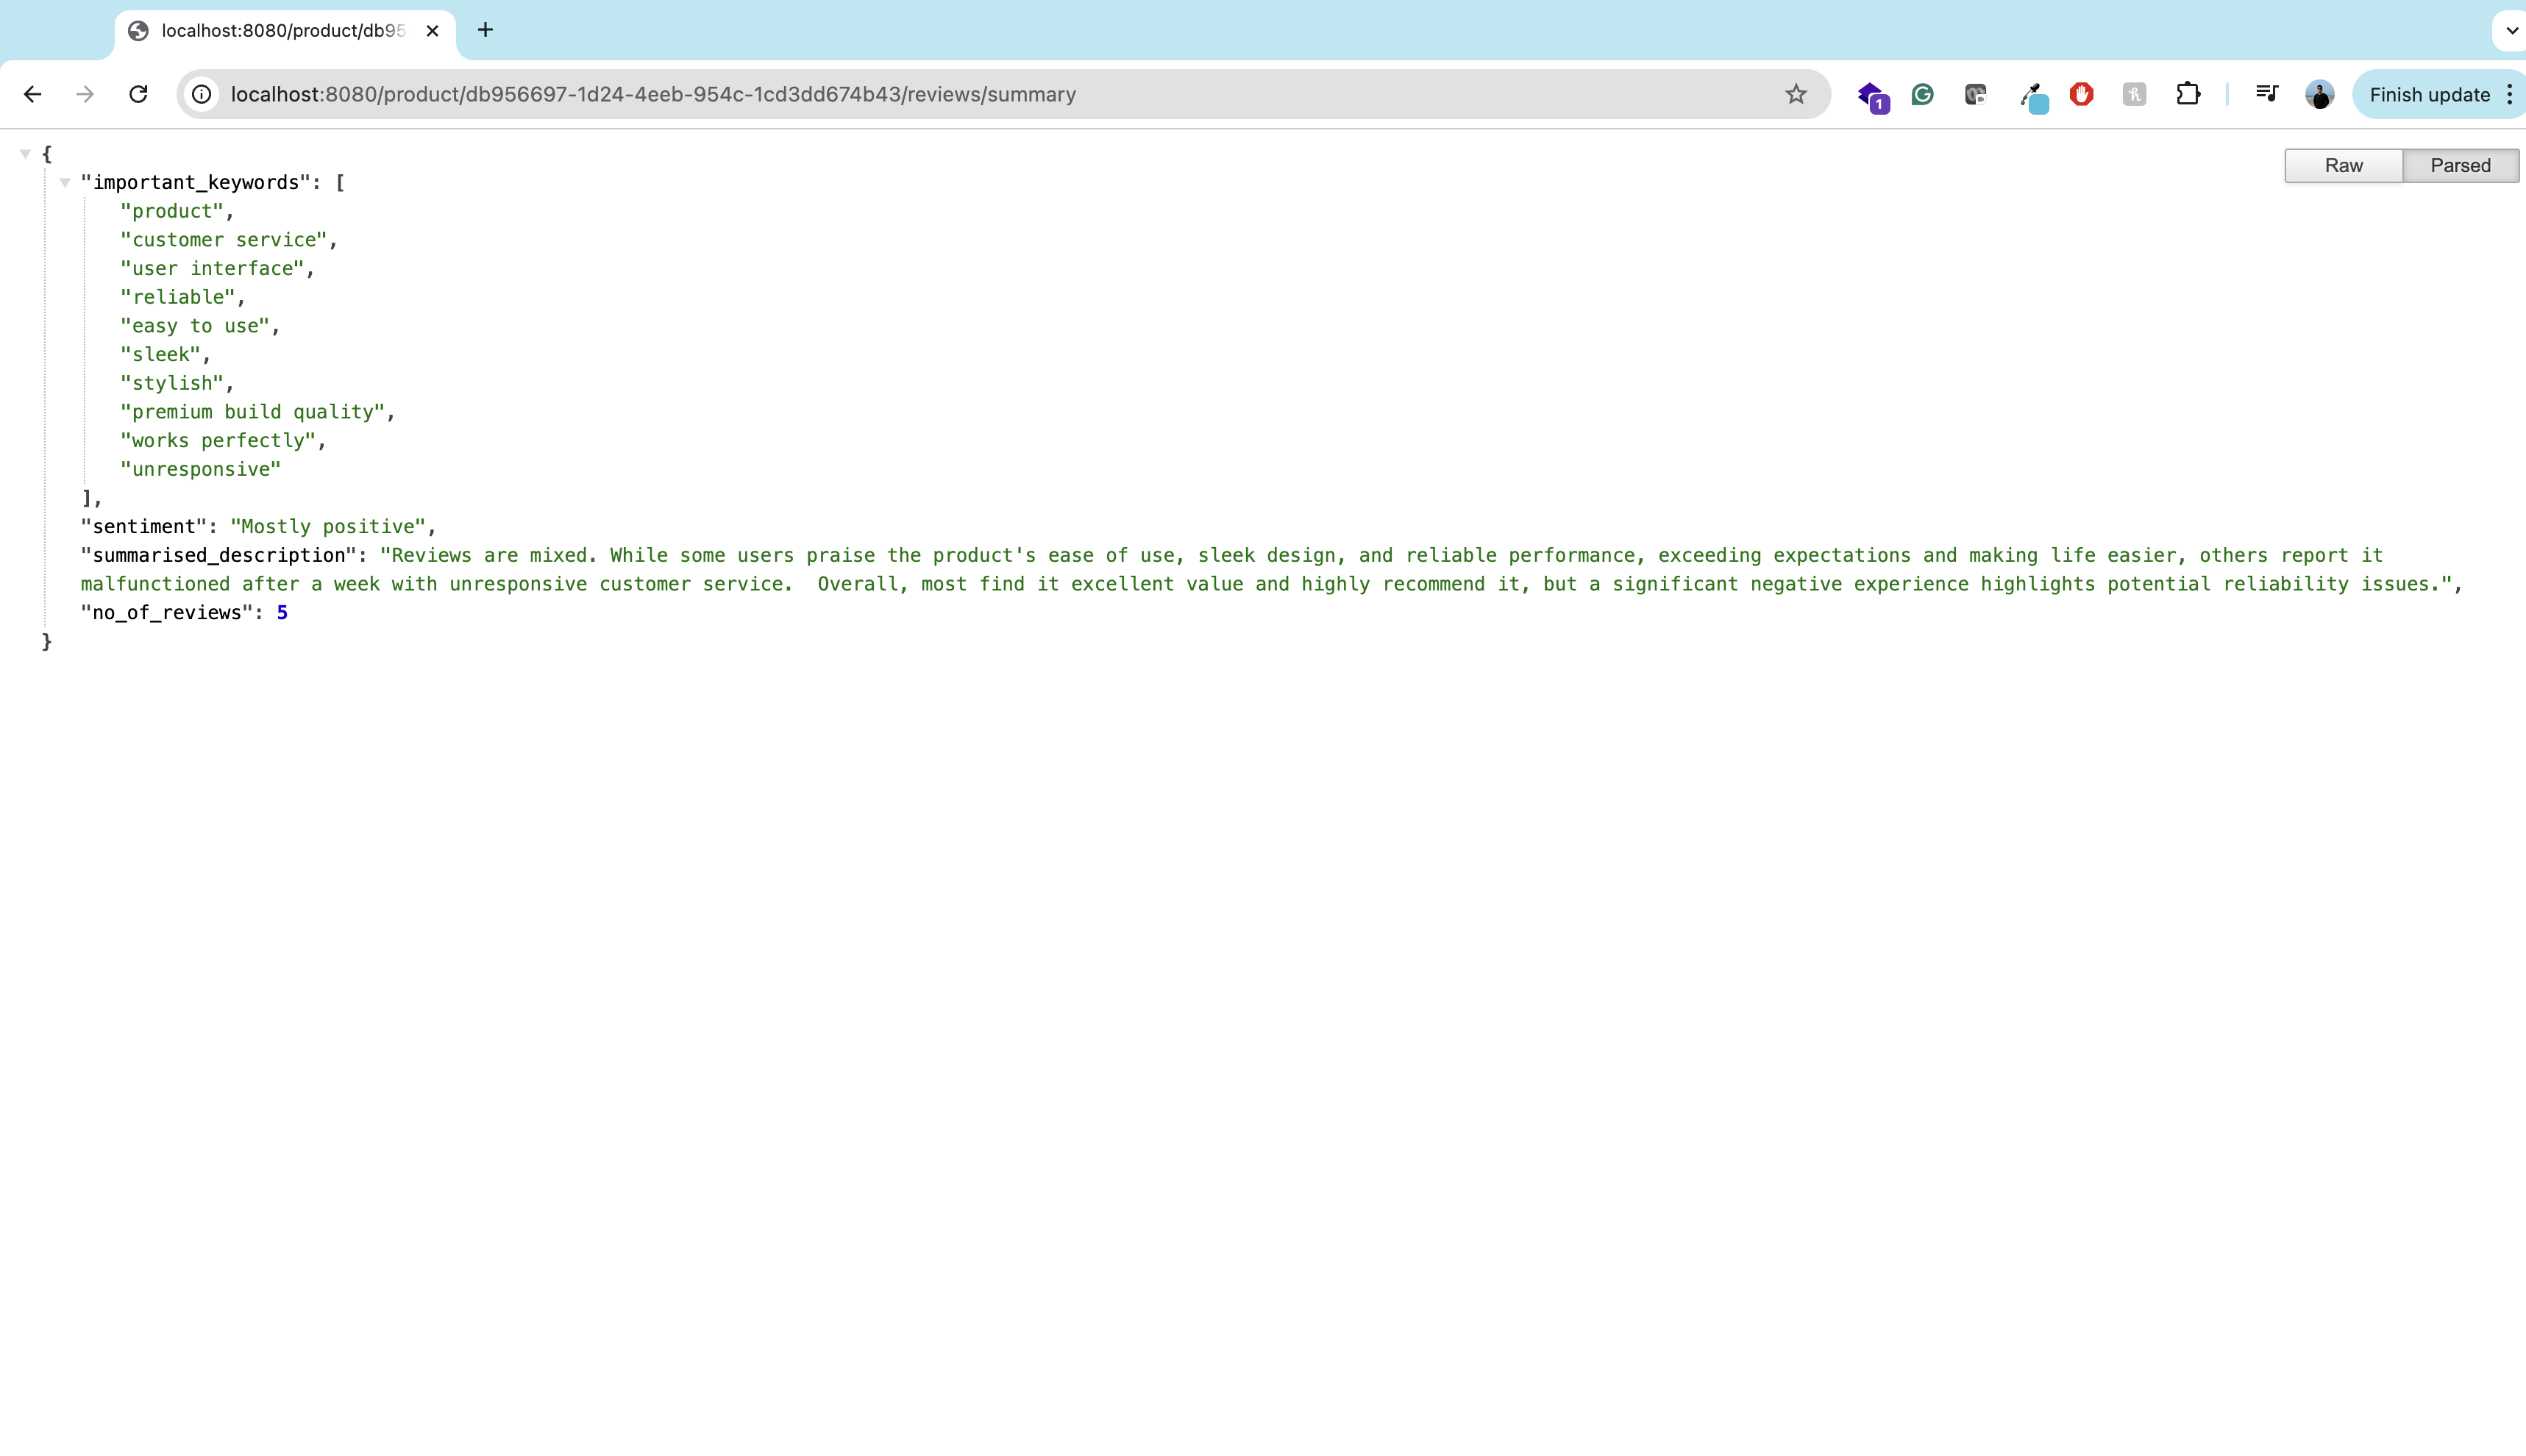 localhost:8080/product/db95
localhost:8080/product/db956697-1d24-4eeb-954c-1cd3dd674b43/reviews/summary
1
Finish update
Raw
Parsed
{
"important_keywords": [
"product",
"customer service",
"user interface",
"reliable",
"easy to use",
"sleek",
"stylish",
"premium build quality",
"works perfectly",
"unresponsive"
],
"sentiment": "Mostly positive",
"summarised_description": "Reviews are mixed. While some users praise the product's ease of use, sleek design, and reliable performance, exceeding expectations and making life easier, others report it
malfunctioned after a week with unresponsive customer service.  Overall, most find it excellent value and highly recommend it, but a significant negative experience highlights potential reliability issues.",
"no_of_reviews": 5
}